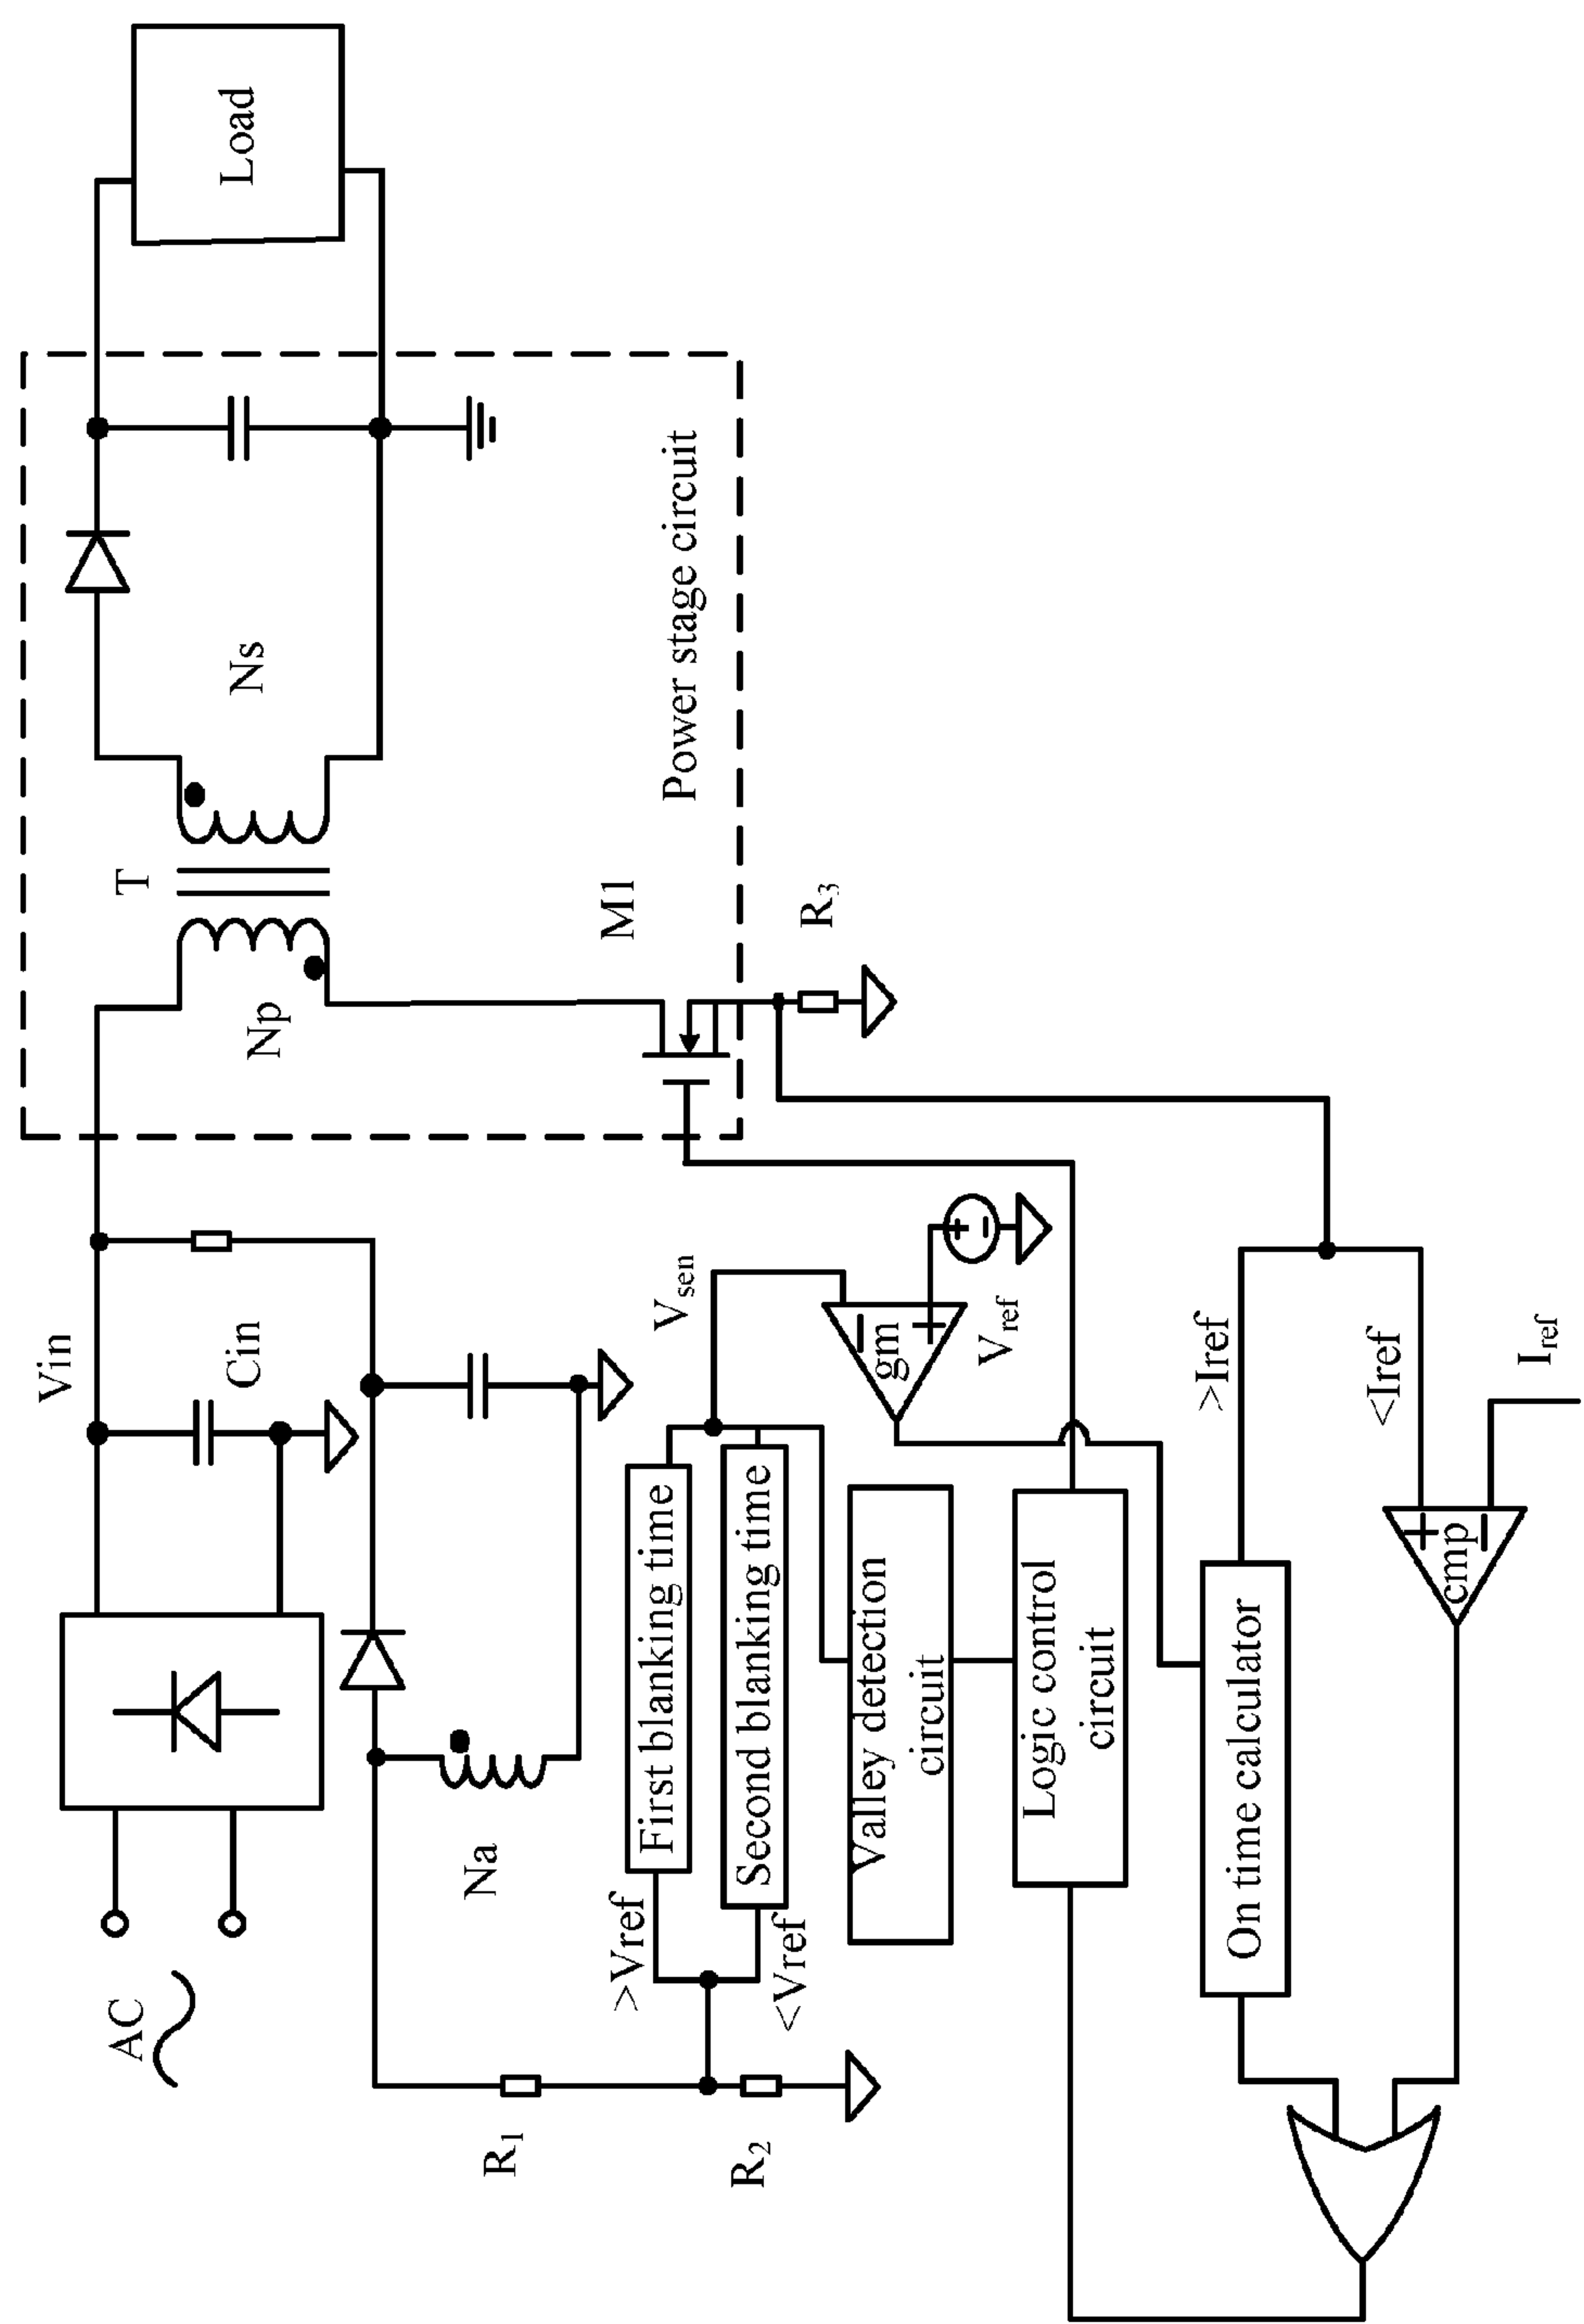 AC
Vin
Cin
Np
T
Ns
Load
Na
M1
Power stage circuit
R1
R2
R3
>Vref
<Vref
First blanking time
Second blanking time
Vsen
gm
Vref
Valley detection
circuit
Logic control
circuit
On time calculator
>Iref
<Iref
cmp
Iref